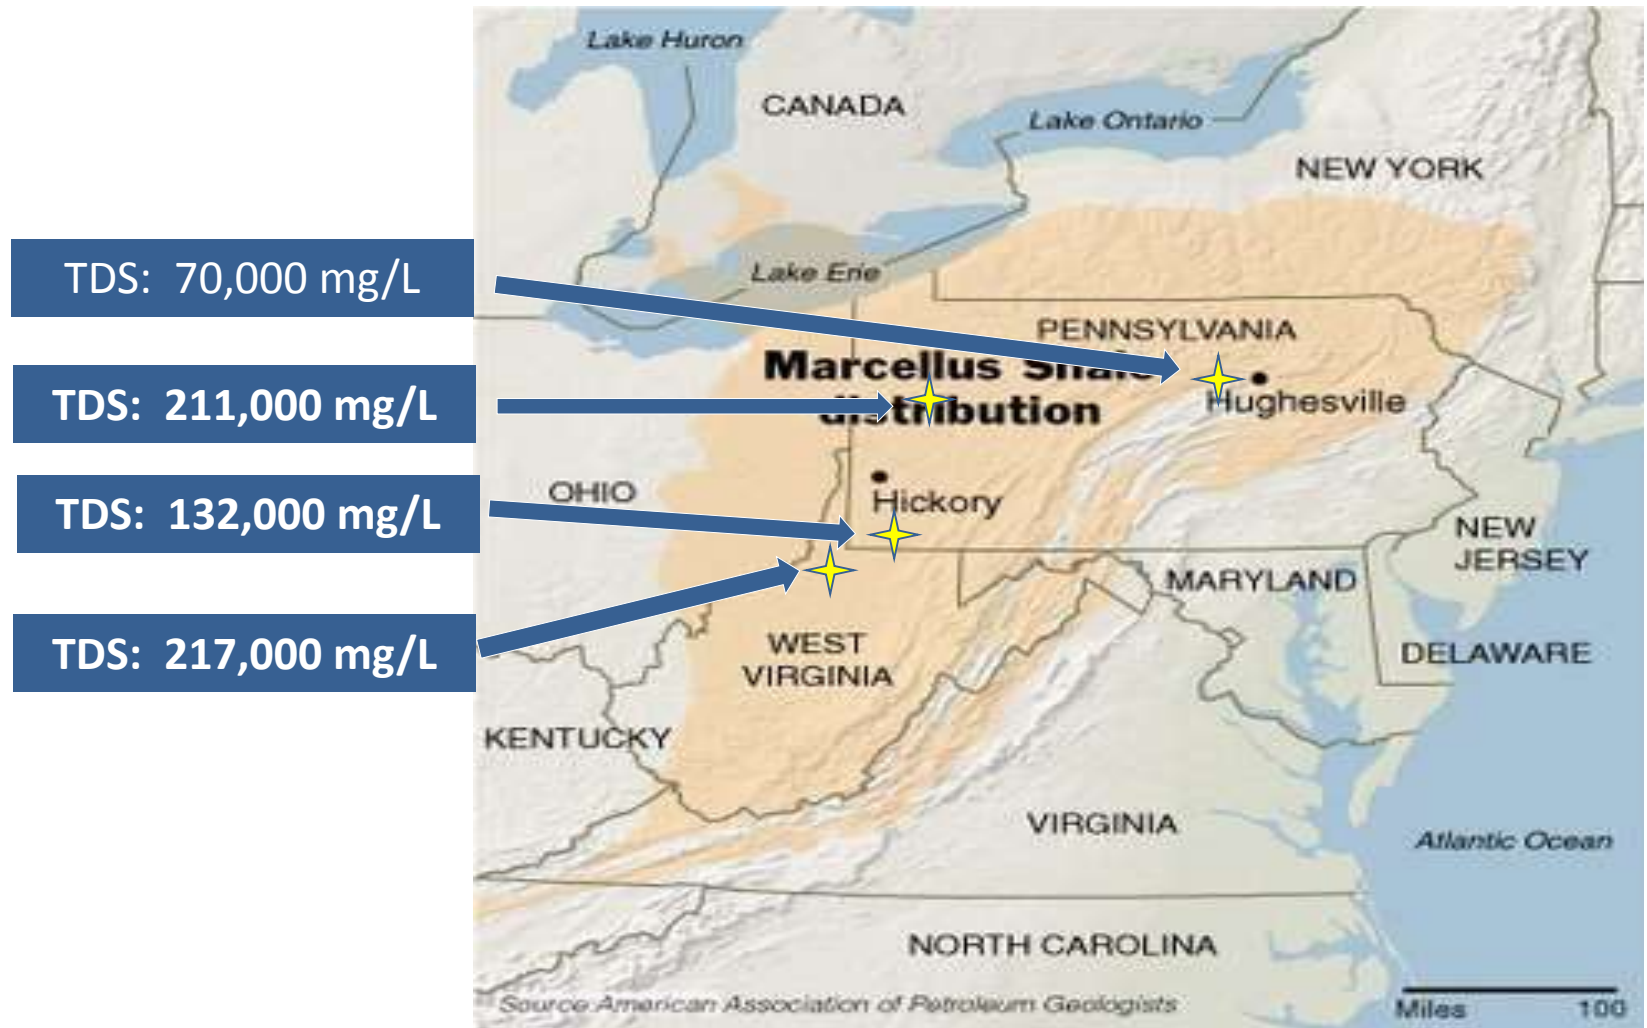 Lake Huron
CANADA
Lake Ontario
NEW YORK
TDS: 70,000 mg/L
Lake Erie
PENNSYLVANIA
Marcellus Shale
distribution
TDS: 211,000 mg/L
Hughesville
TDS: 132,000 mg/L
OHIO
Hickory
NEW
JERSEY
MARYLAND
TDS: 217,000 mg/L
WEST
VIRGINIA
DELAWARE
KENTUCKY
VIRGINIA
Atlantic Ocean
NORTH CAROLINA
Source:American Association of Petroleum Geologists
Miles 100